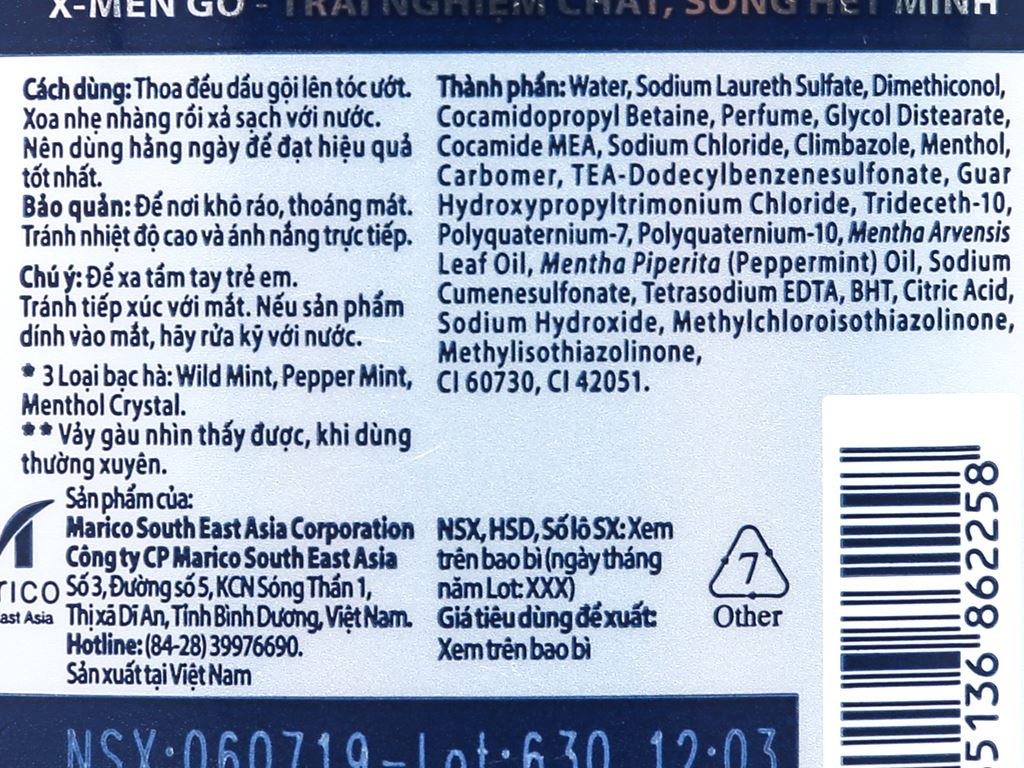 X-MEN GO - TRẢI NGHIỆM CHẤT, SỐNG HẾT MÌNH
Cách dùng: Thoa đều dầu gội lên tóc ướt.
Xoa nhẹ nhàng rồi xả sạch với nước.
Nên dùng hằng ngày để đạt hiệu quả
tốt nhất.
Bảo quản: Để nơi khô ráo, thoáng mát.
Tránh nhiệt độ cao và ánh nắng trực tiếp.
Chú ý: Để xa tầm tay trẻ em.
Tránh tiếp xúc với mắt. Nếu sản phẩm
dính vào mắt, hãy rửa kỹ với nước.
* 3 Loại bạc hà: Wild Mint, Pepper Mint,
Menthol Crystal.
** Vảy gàu nhìn thấy được, khi dùng
thường xuyên.
Thành phần: Water, Sodium Laureth Sulfate, Dimethiconol,
Cocamidopropyl Betaine, Perfume, Glycol Distearate,
Cocamide MEA, Sodium Chloride, Climbazole, Menthol,
Carbomer, TEA-Dodecylbenzenesulfonate, Guar
Hydroxypropyltrimonium Chloride, Trideceth-10,
Polyquaternium-7, Polyquaternium-10, Mentha Arvensis
Leaf Oil, Mentha Piperita (Peppermint) Oil, Sodium
Cumenesulfonate, Tetrasodium EDTA, BHT, Citric Acid,
Sodium Hydroxide, Methylchloroisothiazolinone,
Methylisothiazolinone,
CI 60730, CI 42051.
Sản phẩm của:
Marico South East Asia Corporation
Công ty CP Marico South East Asia
Số 3, Đường số 5, KCN Sóng Thần 1,
Thị xã Dĩ An, Tỉnh Bình Dương, Việt Nam.
Hotline: (84-28) 39976690.
Sản xuất tại Việt Nam
RICO
ast Asia
NSX, HSD, Số lô SX: Xem
trên bao bì (ngày tháng
năm Lot: XXX)
Giá tiêu dùng đề xuất:
Xem trên bao bì
7
Other
5136 862258
NSX:060719-Lot:630 12:03